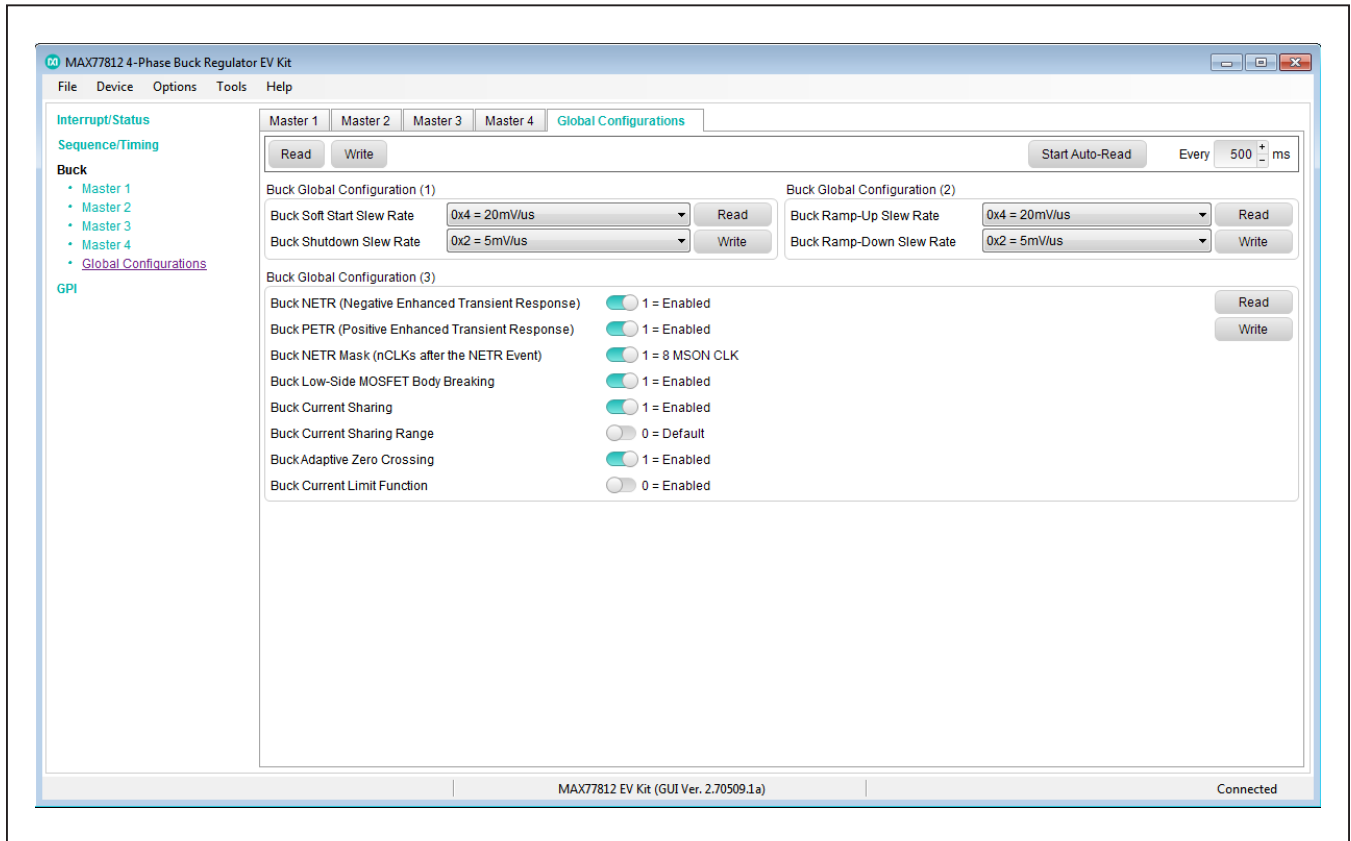 MAX77812 4-Phase Buck Regulator EV Kit
File Device Options Tools Help
Interrupt/Status
Sequence/Timing
Buck
• Master 1
• Master 2
• Master 3
• Master 4
• Global Configurations
GPI
Master 1 Master 2 Master 3 Master 4 Global Configurations
Read Write Start Auto-Read Every 500 + - ms
Buck Global Configuration (1)
Buck Soft Start Slew Rate 0x4 = 20mV/us Read
Buck Shutdown Slew Rate 0x2 = 5mV/us Write
Buck Global Configuration (2)
Buck Ramp-Up Slew Rate 0x4 = 20mV/us Read
Buck Ramp-Down Slew Rate 0x2 = 5mV/us Write
Buck Global Configuration (3)
Buck NETR (Negative Enhanced Transient Response) 1 = Enabled Read
Buck PETR (Positive Enhanced Transient Response) 1 = Enabled Write
Buck NETR Mask (nCLKs after the NETR Event) 1 = 8 MSON CLK
Buck Low-Side MOSFET Body Breaking 1 = Enabled
Buck Current Sharing 1 = Enabled
Buck Current Sharing Range 0 = Default
Buck Adaptive Zero Crossing 1 = Enabled
Buck Current Limit Function 0 = Enabled
MAX77812 EV Kit (GUI Ver. 2.70509.1a) Connected